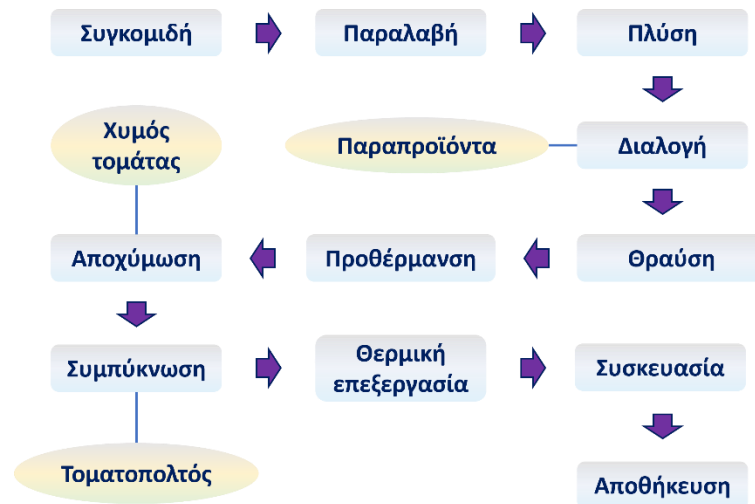 Συγκομιδή
Παραλαβή
Πλύση
Διαλογή
Παραπροϊόντα
Θραύση
Προθέρμανση
Αποχύμωση
Χυμός
τομάτας
Συμπύκνωση
Τοματοπολτός
Θερμική
επεξεργασία
Συσκευασία
Αποθήκευση